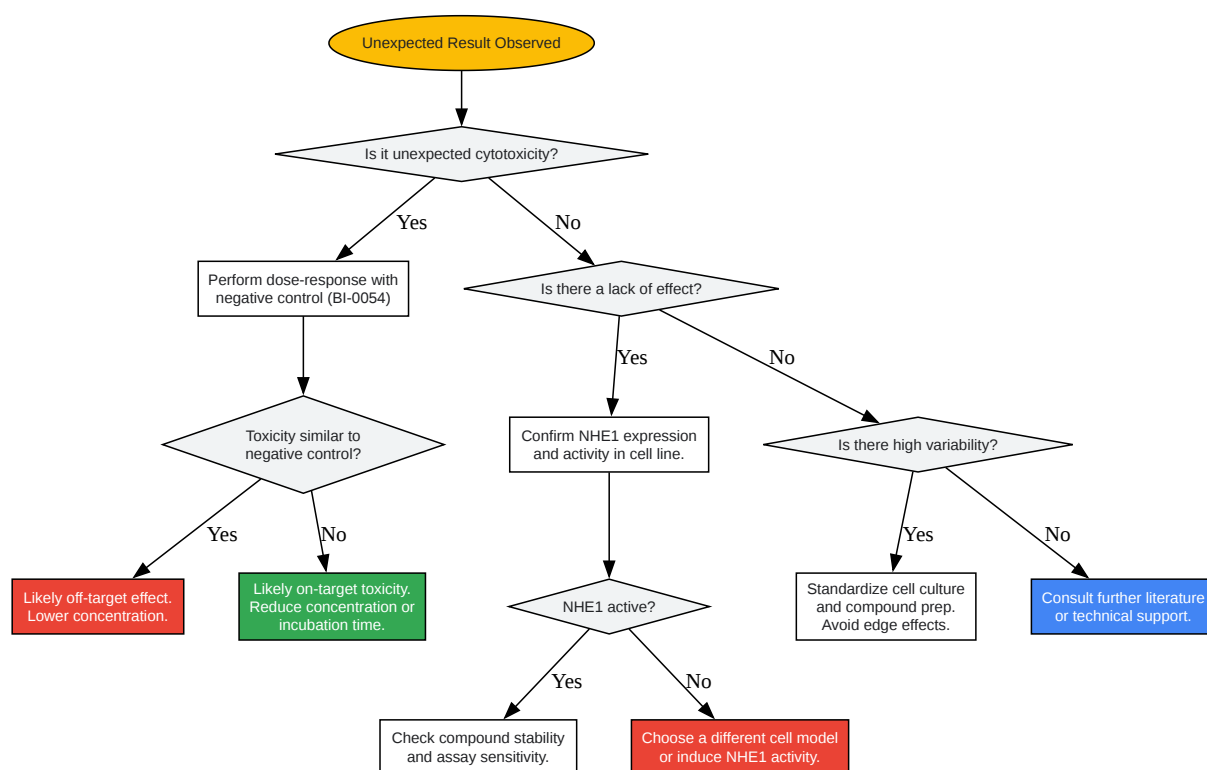 Unexpected Result Observed
Is it unexpected cytotoxicity?
Yes
No
Perform dose-response with
negative control (BI-0054)
Is there a lack of effect?
Yes
No
Toxicity similar to
negative control?
Confirm NHE1 expression
and activity in cell line.
Is there high variability?
Yes
No
Yes
No
Likely off-target effect.
Lower concentration.
Likely on-target toxicity.
Reduce concentration or
incubation time.
NHE1 active?
Standardize cell culture
and compound prep.
Avoid edge effects.
Consult further literature
or technical support.
Yes
No
Check compound stability
and assay sensitivity.
Choose a different cell model
or induce NHE1 activity.